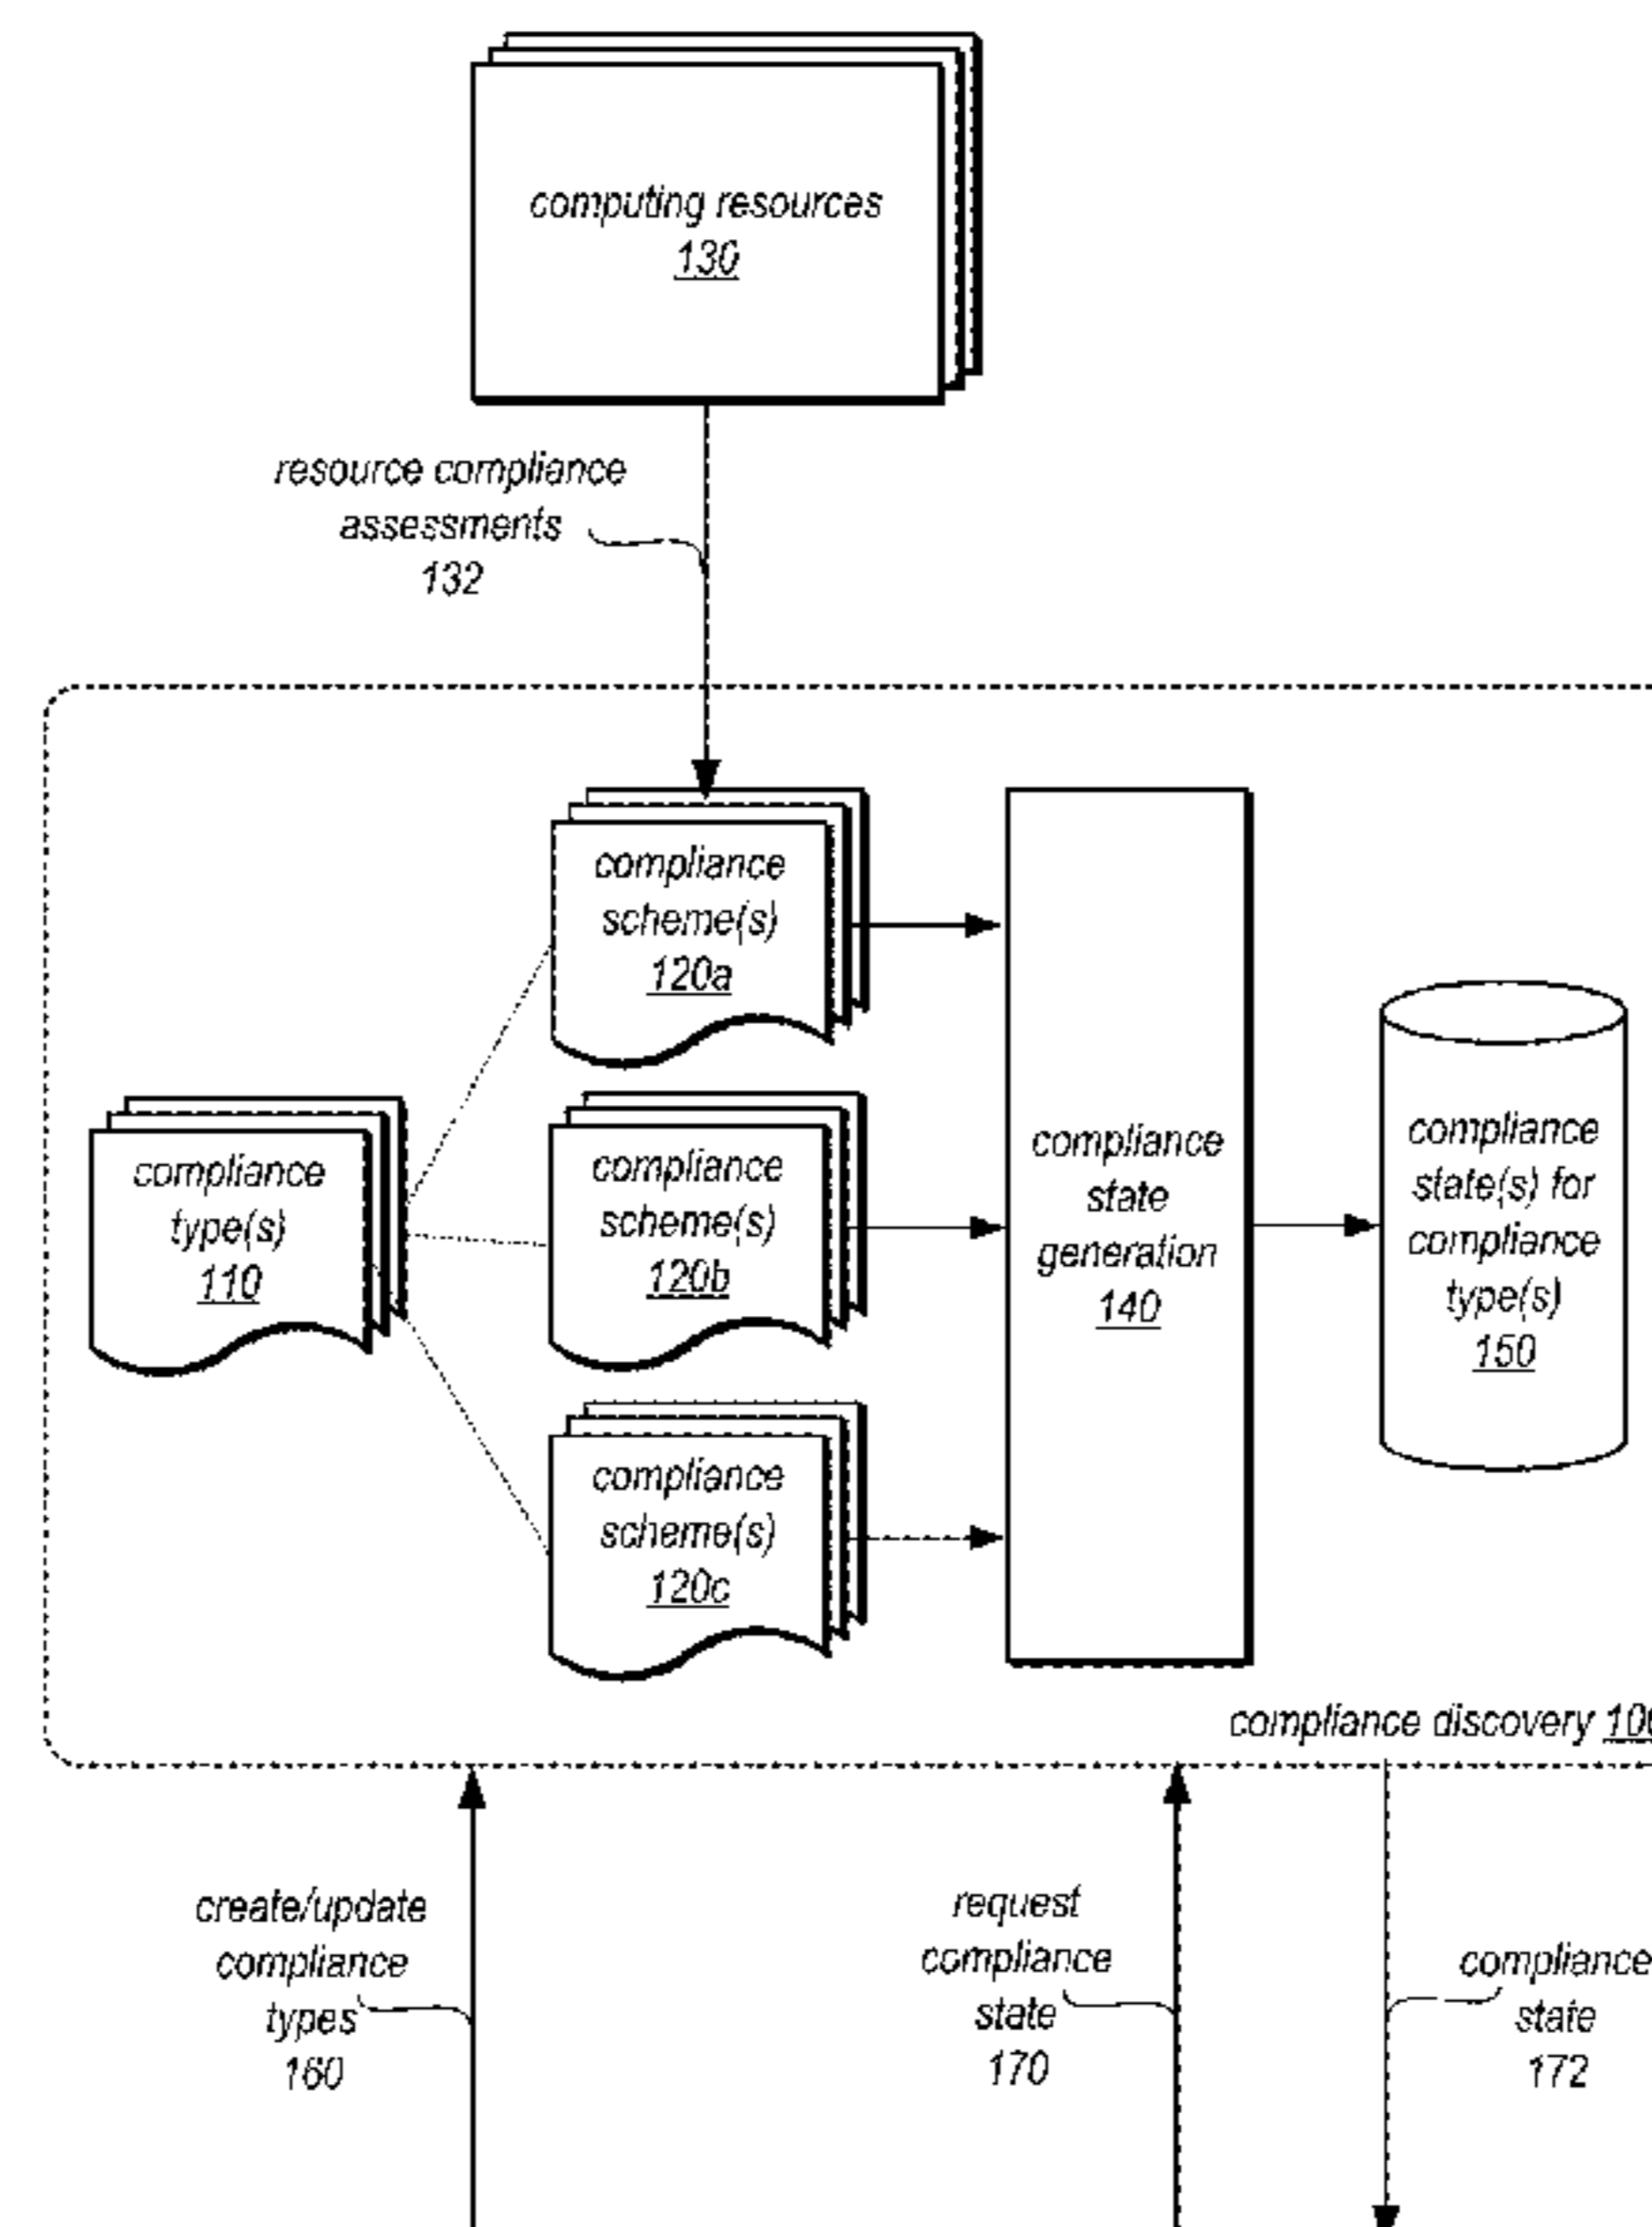 computing resources
130
resource compliance
assessments
132
compliance
scheme(s)
120a
compliance
type(s)
110
compliance
scheme(s)
120b
compliance
scheme(s)
120c
compliance
state
generation
140
compliance
state(s) for
compliance
type(s)
150
compliance discovery
create/update
compliance
types
160
request
compliance
state
170
compliance
state
172